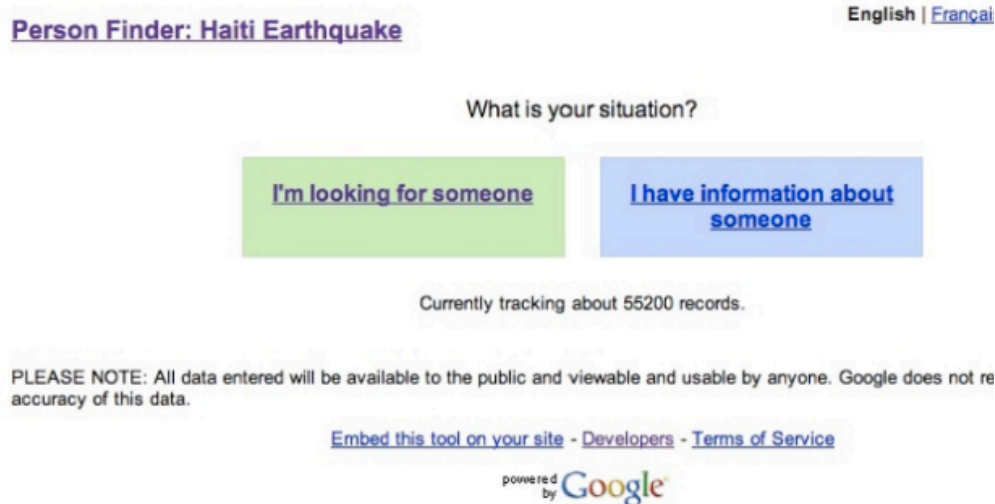 Person Finder: Haiti Earthquake
English | Françai
What is your situation?
I'm looking for someone
I have information about
someone
Currently tracking about 55200 records.
PLEASE NOTE: All data entered will be available to the public and viewable and usable by anyone. Google does not re
accuracy of this data.
Embed this tool on your site - Developers - Terms of Service
powered
by Google